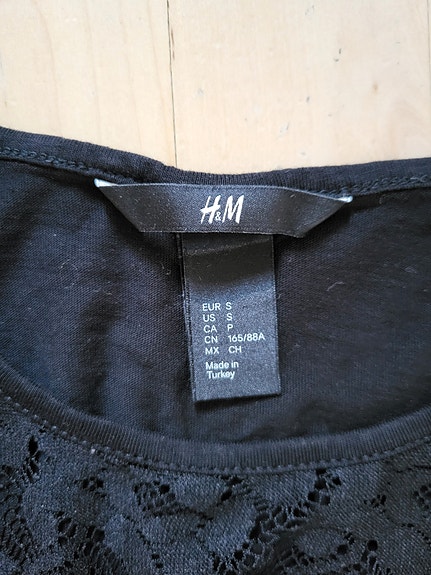 H&M
EUR S
US S
CA P
CN 165/88A
MX CH
Made in
Turkey